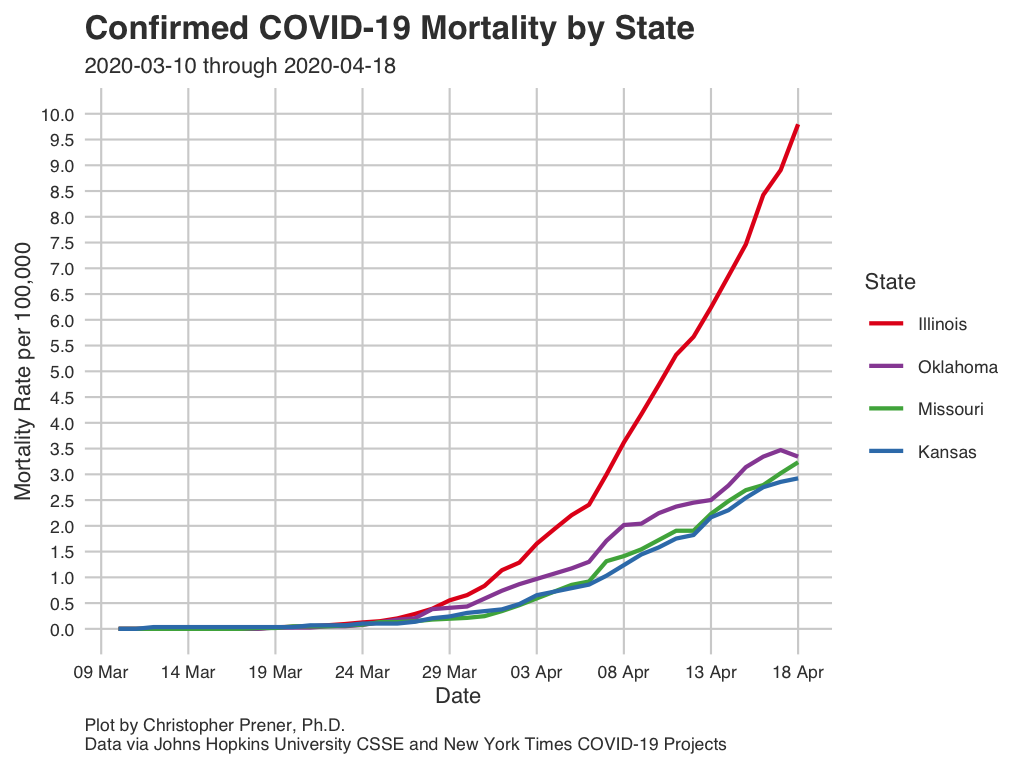 Confirmed COVID-19 Mortality by State
2020-03-10 through 2020-04-18
10.0
9.5
9.0
8.5
8.0
7.5
7.0
6.5
6.0
5.5
5.0
4.5
4.0
3.5
3.0
2.5
2.0
1.5
1.0
0.5
0.0
Mortality Rate per 100,000
09 Mar 14 Mar 19 Mar 24 Mar 29 Mar 03 Apr 08 Apr 13 Apr 18 Apr
Date
State
Illinois
Oklahoma
Missouri
Kansas
Plot by Christopher Prener, Ph.D.
Data via Johns Hopkins University CSSE and New York Times COVID-19 Projects